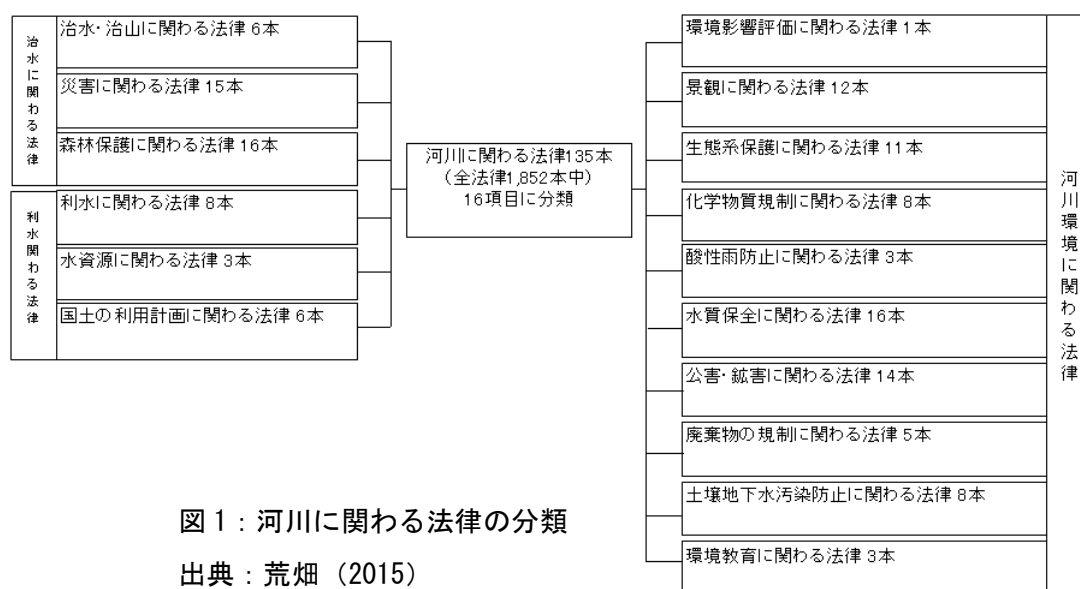 治水に関わる法律
治水・治山に関わる法律 6本
災害に関わる法律 15本
森林保護に関わる法律 16本
利水関わる法律
利水に関わる法律 8本
水資源に関わる法律 3本
国土の利用計画に関わる法律 6本
河川に関わる法律135本
（全法律1,852本中）
16項目に分類
環境影響評価に関わる法律 1本
景観に関わる法律 12本
生態系保護に関わる法律 11本
化学物質規制に関わる法律 8本
酸性雨防止に関わる法律 3本
水質保全に関わる法律 16本
公害・鉱害に関わる法律 14本
廃棄物の規制に関わる法律 5本
土壌地下水汚染防止に関わる法律 8本
環境教育に関わる法律 3本
河川環境に関わる法律
図１：河川に関わる法律の分類
出典：荒畑（2015）